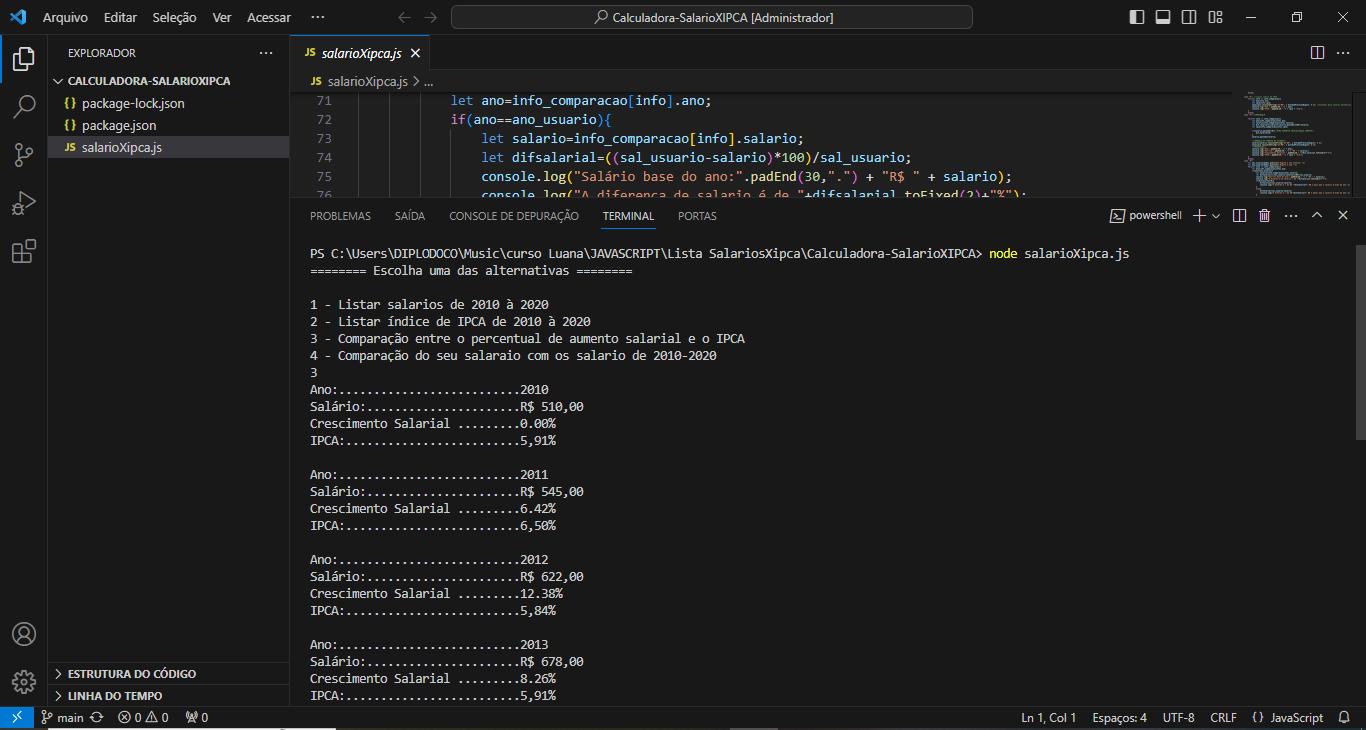 Arquivo Editar Seleção Ver Acessar ... Calculadora-SalarioXIPCA [Administrador]
EXPLORADOR ...
CALCULADORA-SALARIOXIPCA
{} package-lock.json
{} package.json
JS salarioXipca.js
ESTRUTURA DO CÓDIGO
LINHA DO TEMPO
JS salarioXipca.js
JS salarioXipca.js > ...
71 let ano=info_comparacao[info].ano;
72 if(ano==ano_usuario){
73 let salario=info_comparacao[info].salario;
74 let difsalarial=((sal_usuario-salario)*100)/sal_usuario;
75 console.log("Salário base do ano:".padEnd(30,".") + "R$ " + salario);
76 console.log("A diferença de salario é de "+difsalarial.toFixed(2)+"%");
PROBLEMAS SAÍDA CONSOLE DE DEPURAÇÃO TERMINAL PORTAS powershell
PS C:\Users\DIPLODOCO\Music\curso Luana\JAVASCRIPT\Lista SalariosXipca\Calculadora-SalarioXIPCA> node salarioXipca.js
======== Escolha uma das alternativas ========
1 - Listar salarios de 2010 à 2020
2 - Listar índice de IPCA de 2010 à 2020
3 - Comparação entre o percentual de aumento salarial e o IPCA
4 - Comparação do seu salaraio com os salario de 2010-2020
3
Ano:..........................2010
Salário:......................R$ 510,00
Crescimento Salarial .........0.00%
IPCA:.........................5,91%
Ano:..........................2011
Salário:......................R$ 545,00
Crescimento Salarial .........6.42%
IPCA:.........................6,50%
Ano:..........................2012
Salário:......................R$ 622,00
Crescimento Salarial .........12.38%
IPCA:.........................5,84%
Ano:..........................2013
Salário:......................R$ 678,00
Crescimento Salarial .........8.26%
IPCA:.........................5,91%
main 0 0 0 Ln 1, Col 1 Espaços: 4 UTF-8 CRLF {} JavaScript